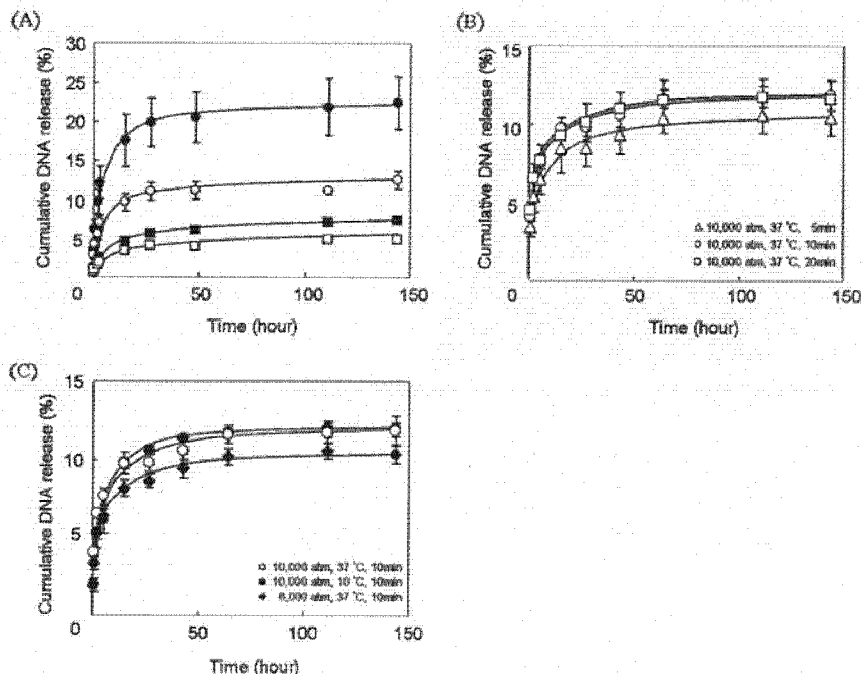 (A)
Cumulative DNA release (%)
30
25
20
15
10
5
0
50
100
150
Time (hour)
(B)
Cumulative DNA release (%)
15
10
5
0
50
100
150
10,000 atm, 37 °C, 5min
10,000 atm, 37 °C, 10min
10,000 atm, 37 °C, 20min
Time (hour)
(C)
Cumulative DNA release (%)
15
10
5
0
50
100
150
10,000 atm, 37 °C, 10min
10,000 atm, 10 °C, 10min
6,000 atm, 37 °C, 10min
Time (hour)